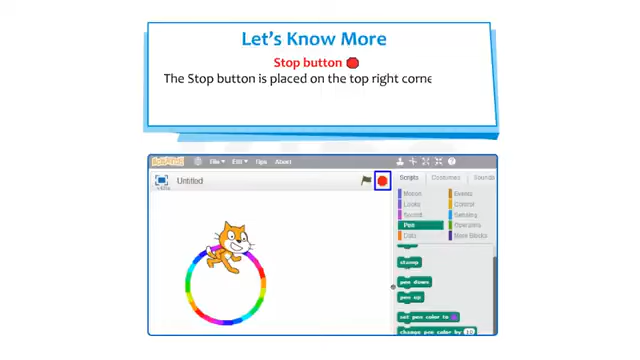 Let's Know More
Stop button
The Stop button is placed on the top right corne
SCRATCH File Edit Tips About
Untitled
Scripts Costumes Sounds
Motion Events
Looks Control
Sound Sensing
Pen Operators
Data More Blocks
stamp
pen down
pen up
set pen color to
change pen color by 10